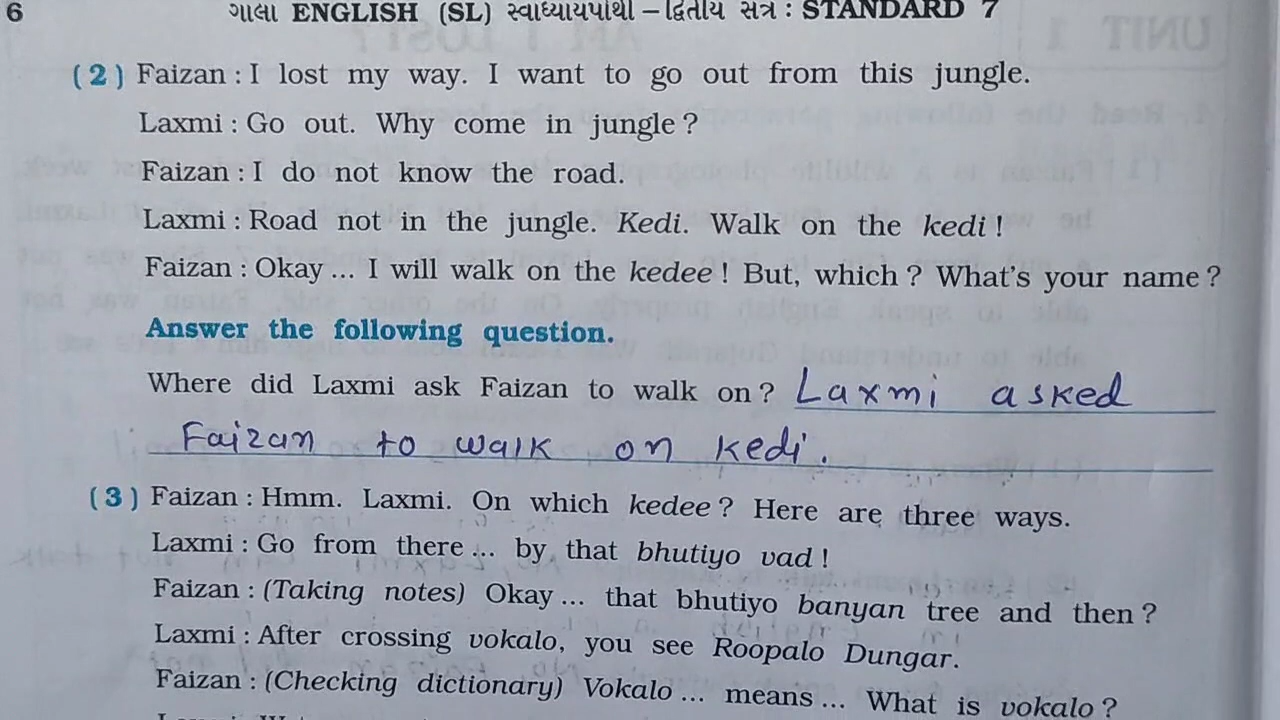 6 ગાલા ENGLISH (SL) સ્વાધ્યાયપોથી – દ્વિતીય સત્ર : STANDARD 7
(2) Faizan : I lost my way. I want to go out from this jungle.
Laxmi : Go out. Why come in jungle ?
Faizan : I do not know the road.
Laxmi : Road not in the jungle. Kedi. Walk on the kedi !
Faizan : Okay ... I will walk on the kedee ! But, which ? What's your name ?
Answer the following question.
Where did Laxmi ask Faizan to walk on ? Laxmi asked
Faizan to walk on kedi.
(3) Faizan : Hmm. Laxmi. On which kedee ? Here are three ways.
Laxmi : Go from there ... by that bhutiyo vad !
Faizan : (Taking notes) Okay ... that bhutiyo banyan tree and then ?
Laxmi : After crossing vokalo, you see Roopalo Dungar.
Faizan : (Checking dictionary) Vokalo ... means ... What is vokalo ?